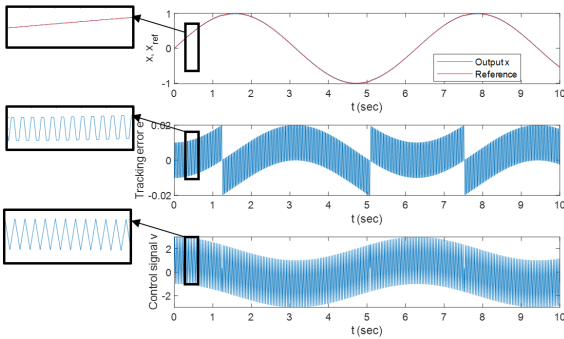 1
0
-1
x, x_ref
Output x
Reference
0 1 2 3 4 5 6 7 8 9 10
t (sec)
0.02
0
-0.02
Tracking error e
0 1 2 3 4 5 6 7 8 9 10
t (sec)
2
0
-2
Control signal v
0 1 2 3 4 5 6 7 8 9 10
t (sec)